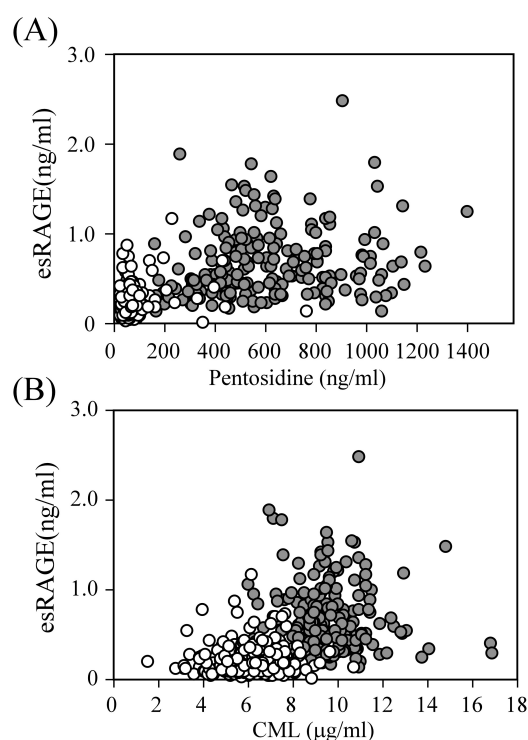 (A)
3.0
2.0
1.0
0
esRAGE(ng/ml)
0 200 400 600 800 1000 1200 1400
Pentosidine (ng/ml)
(B)
3.0
2.0
1.0
0
esRAGE(ng/ml)
0 2 4 6 8 10 12 14 16 18
CML (μg/ml)